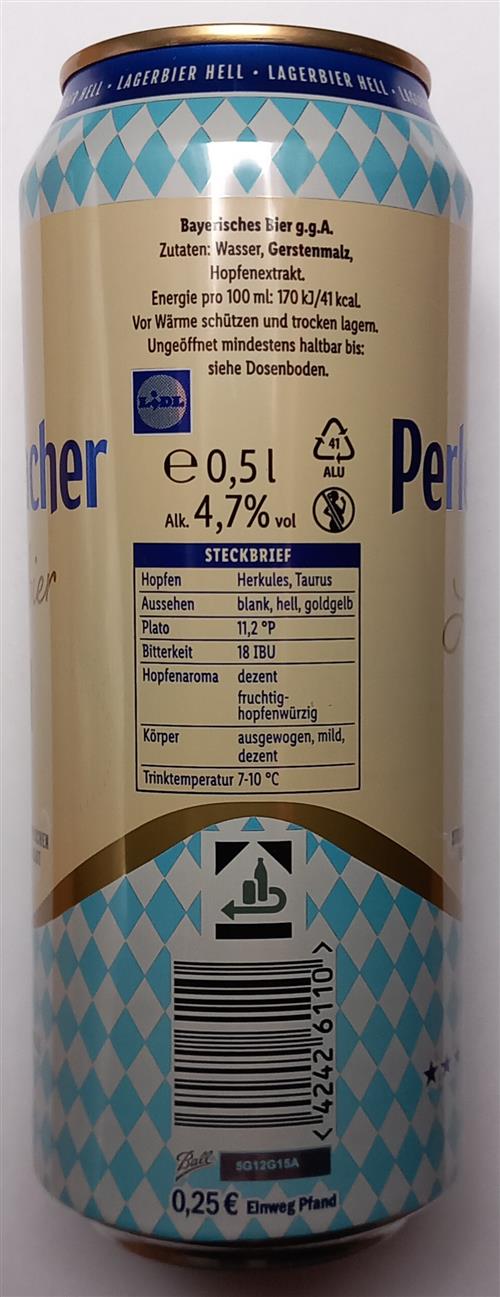 HELL · LAGERBIER HELL · LAGERBIER HELL ·
Bayerisches Bier g.g.A.
Zutaten: Wasser, Gerstenmalz,
Hopfenextrakt.
Energie pro 100 ml: 170 kJ/41 kcal.
Vor Wärme schützen und trocken lagern.
Ungeöffnet mindestens haltbar bis:
siehe Dosenboden.
LIDL
cher
Perl
℮ 0,5 l
41
ALU
Alk. 4,7% vol
STECKBRIEF
Hopfen Herkules, Taurus
Aussehen blank, hell, goldgelb
Plato 11,2 °P
Bitterkeit 18 IBU
Hopfenaroma dezent
fruchtig-
hopfenwürzig
Körper ausgewogen, mild,
dezent
Trinktemperatur 7-10 °C
< 4242 6110 >
Ball 5G12G15A
0,25 € Einweg Pfand